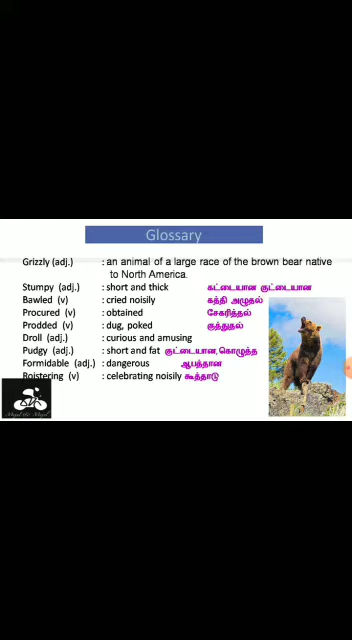 Glossary
Grizzly (adj.) : an animal of a large race of the brown bear native
to North America.
Stumpy (adj.) : short and thick கட்டையான குட்டையான
Bawled (v) : cried noisily கத்தி அழுதல்
Procured (v) : obtained சேகரித்தல்
Prodded (v) : dug, poked குத்துதல்
Droll (adj.) : curious and amusing
Pudgy (adj.) : short and fat குட்டையான,கொழுத்த
Formidable (adj.) : dangerous ஆபத்தான
Roistering (v) : celebrating noisily கூத்தாடு